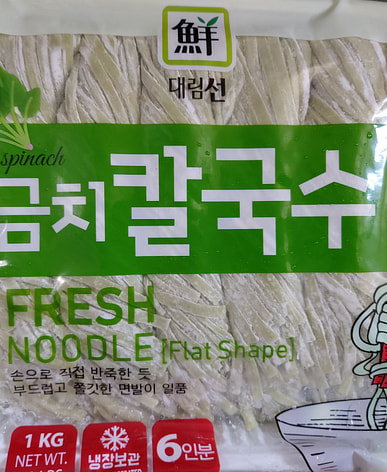 鮮
대림선
spinach
금치칼국수
FRESH
NOODLE [Flat Shape]
손으로 직접 반죽한 듯
부드럽고 쫄깃한 면발이 일품
1 KG
NET WT.
냉장보관
6인분